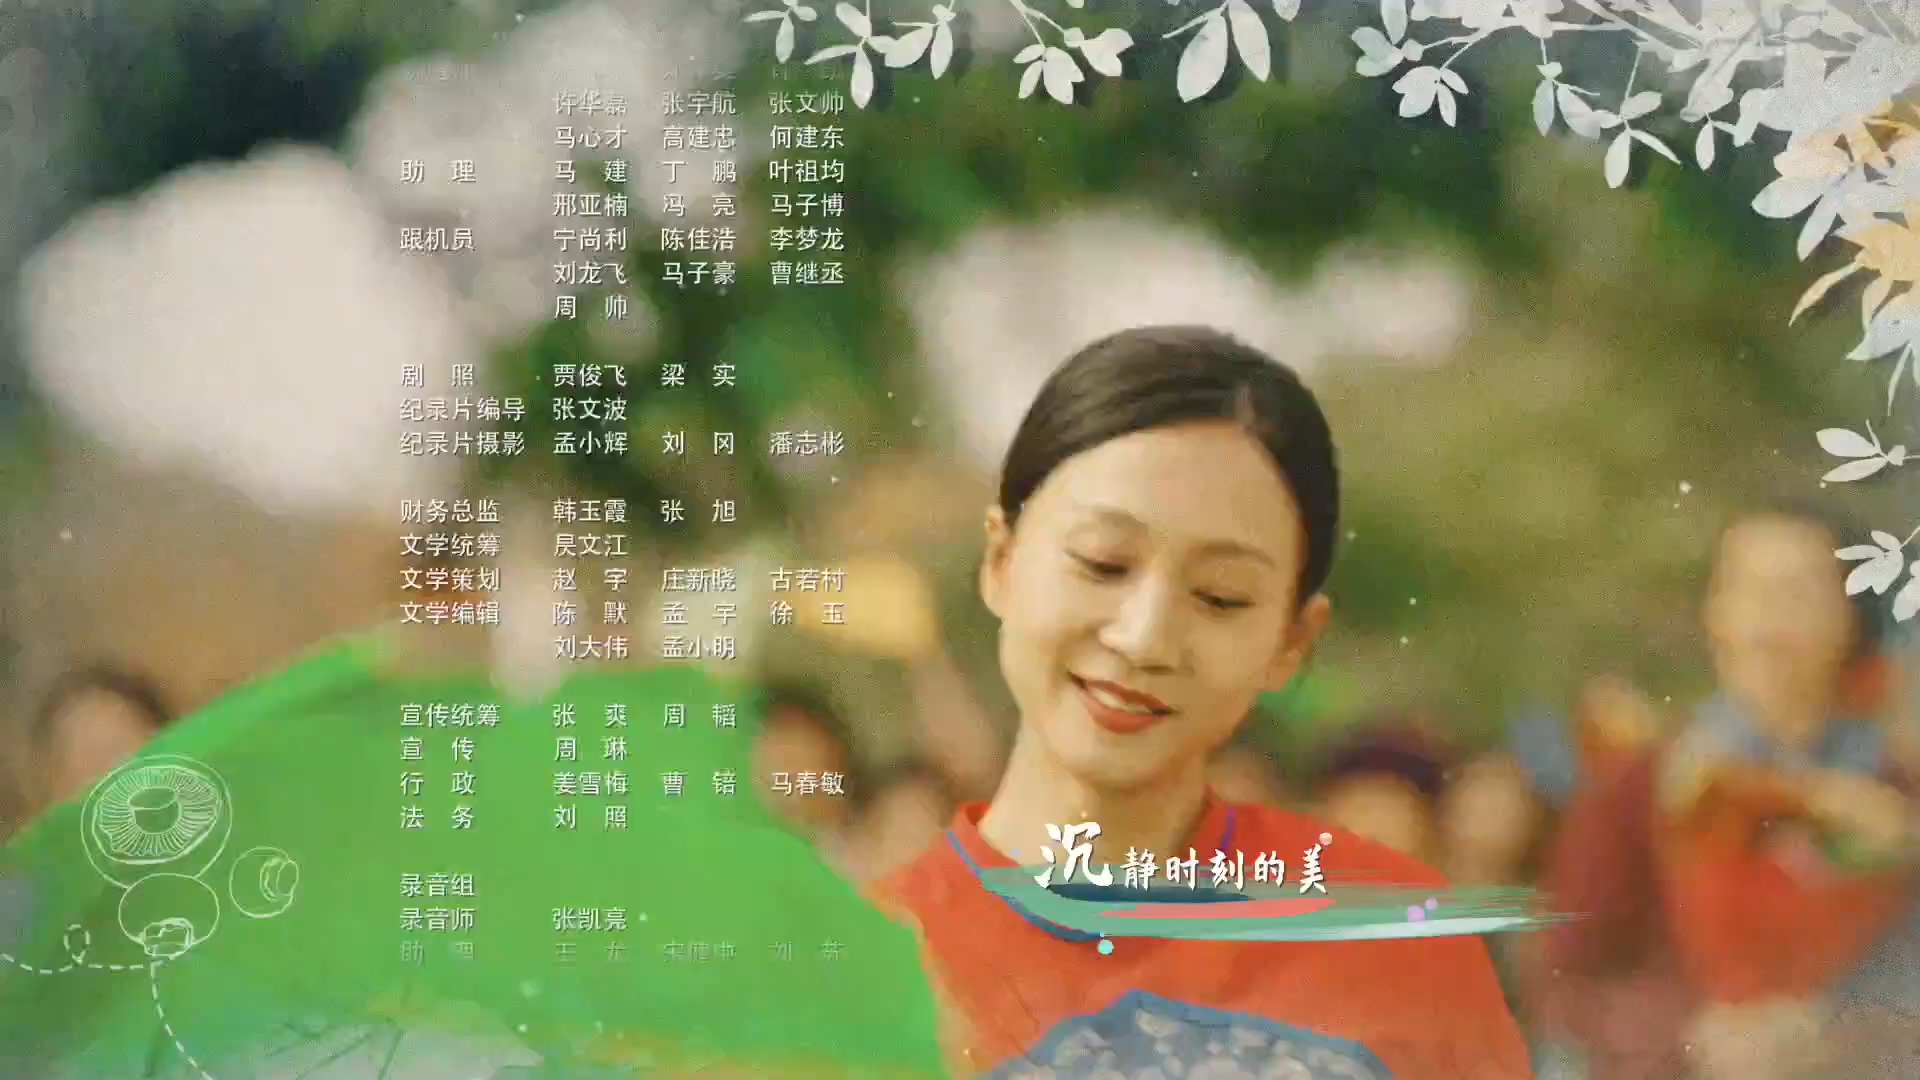 许华磊 张宇航 张文帅
马心才 高建忠 何建东
助 理 马 建 丁 鹏 叶祖均
邢亚楠 冯 亮 马子博
跟机员 宁尚利 陈佳浩 李梦龙
刘龙飞 马子豪 曹继丞
周 帅
剧 照 贾俊飞 梁 实
纪录片编导 张文波
纪录片摄影 孟小辉 刘 冈 潘志彬
财务总监 韩玉霞 张 旭
文学统筹 昃文江
文学策划 赵 宇 庄新晓 古若村
文学编辑 陈 默 孟 宇 徐 玉
刘大伟 孟小明
宣传统筹 张 爽 周 韬
宣 传 周 琳
行 政 姜雪梅 曹 锫 马春敏
法 务 刘 照
录音组
录音师 张凯亮
助 理 王 龙
沉静时刻的美